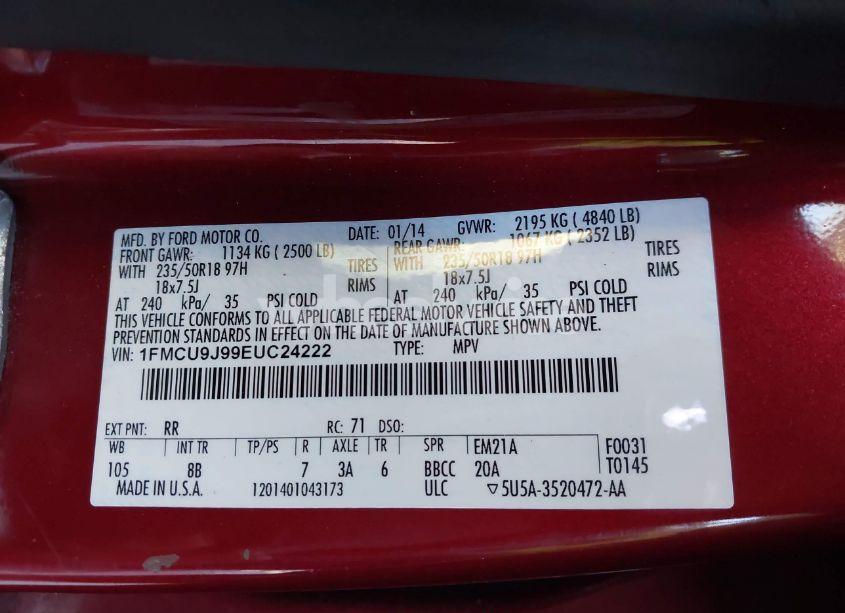 MFD. BY FORD MOTOR CO. DATE: 01/14 GVWR: 2195 KG ( 4840 LB)
FRONT GAWR: 1134 KG ( 2500 LB) REAR GAWR: 1067 KG ( 2352 LB)
WITH 235/50R18 97H TIRES WITH 235/50R18 97H TIRES
18x7.5J RIMS 18x7.5J RIMS
AT 240 kPa/ 35 PSI COLD AT 240 kPa/ 35 PSI COLD
THIS VEHICLE CONFORMS TO ALL APPLICABLE FEDERAL MOTOR VEHICLE SAFETY AND THEFT
PREVENTION STANDARDS IN EFFECT ON THE DATE OF MANUFACTURE SHOWN ABOVE.
VIN: 1FMCU9J99EUC24222 TYPE: MPV
EXT PNT: RR RC: 71 DSO:
WB INT TR TP/PS R AXLE TR SPR EM21A F0031
105 8B 7 3A 6 BBCC 20A T0145
MADE IN U.S.A. 1201401043173 ULC ▽5U5A-3520472-AA